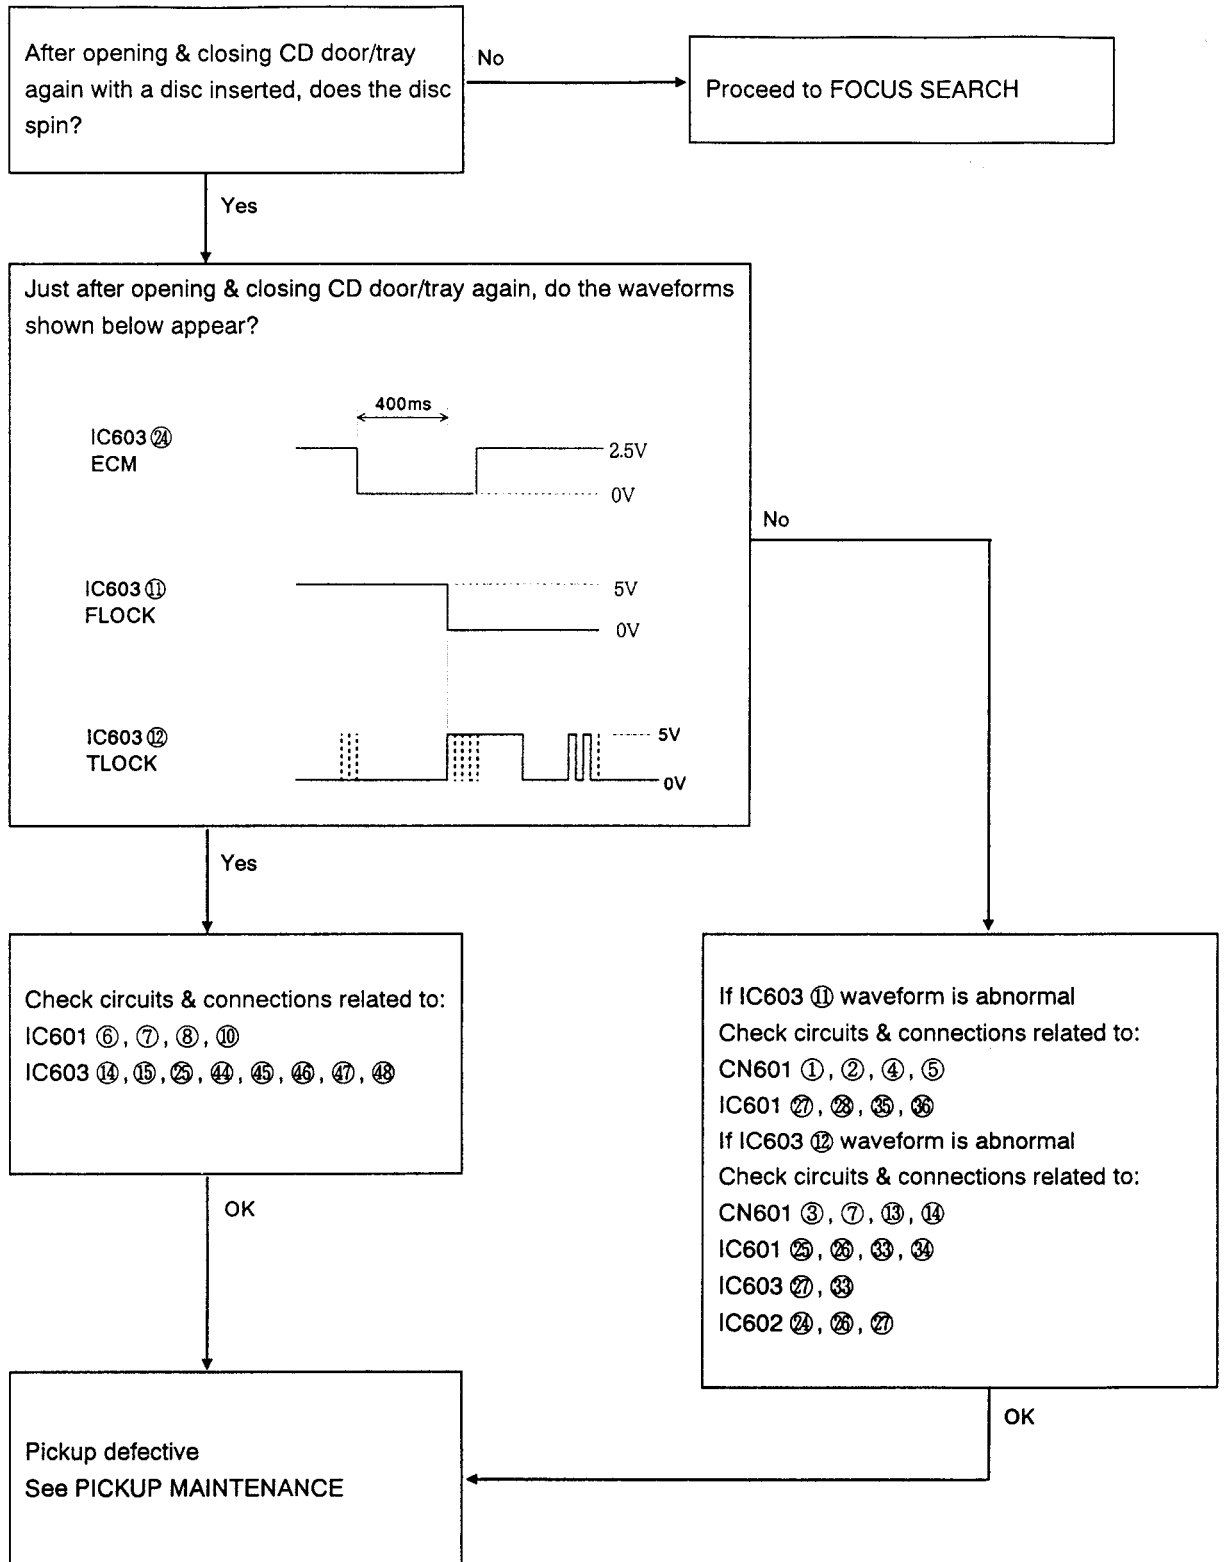 After opening & closing CD door/tray
again with a disc inserted, does the disc
spin?
No
Proceed to FOCUS SEARCH
Yes
Just after opening & closing CD door/tray again, do the waveforms
shown below appear?
400ms
IC603 ㉔
ECM
2.5V
0V
No
IC603 ⑪
FLOCK
5V
0V
IC603 ⑫
TLOCK
5V
0V
Yes
Check circuits & connections related to:
IC601 ⑥, ⑦, ⑧, ⑩
IC603 ⑭, ⑮, ㉕, ㊹, ㊺, ㊻, ㊼, ㊽
If IC603 ⑪ waveform is abnormal
Check circuits & connections related to:
CN601 ①, ②, ④, ⑤
IC601 ㉗, ㉘, ㉟, ㊱
If IC603 ⑫ waveform is abnormal
Check circuits & connections related to:
CN601 ③, ⑦, ⑬, ⑭
IC601 ㉕, ㉖, ㉝, ㉞
IC603 ㉗, ㉝
IC602 ㉔, ㉖, ㉗
OK
OK
Pickup defective
See PICKUP MAINTENANCE